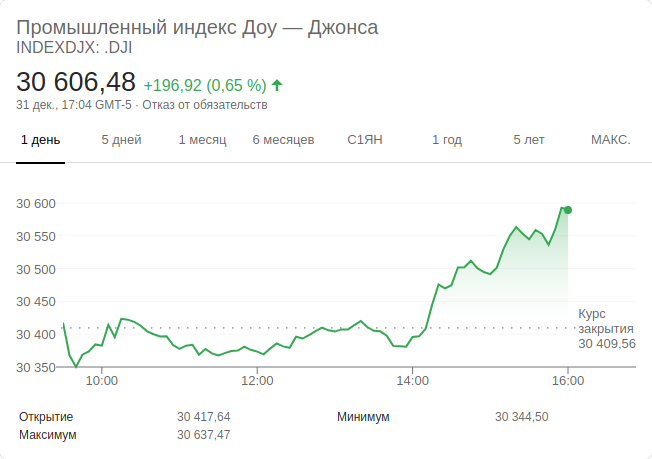 Промышленный индекс Доу — Джонса
INDEXDJX: .DJI
30 606,48 +196,92 (0,65 %) ↑
31 дек., 17:04 GMT-5 · Отказ от обязательств
1 день 5 дней 1 месяц 6 месяцев С1ЯН 1 год 5 лет МАКС.
30 600
30 550
30 500
30 450
30 400
30 350
Курс
закрытия
30 409,56
10:00 12:00 14:00 16:00
Открытие 30 417,64 Минимум 30 344,50
Максимум 30 637,47